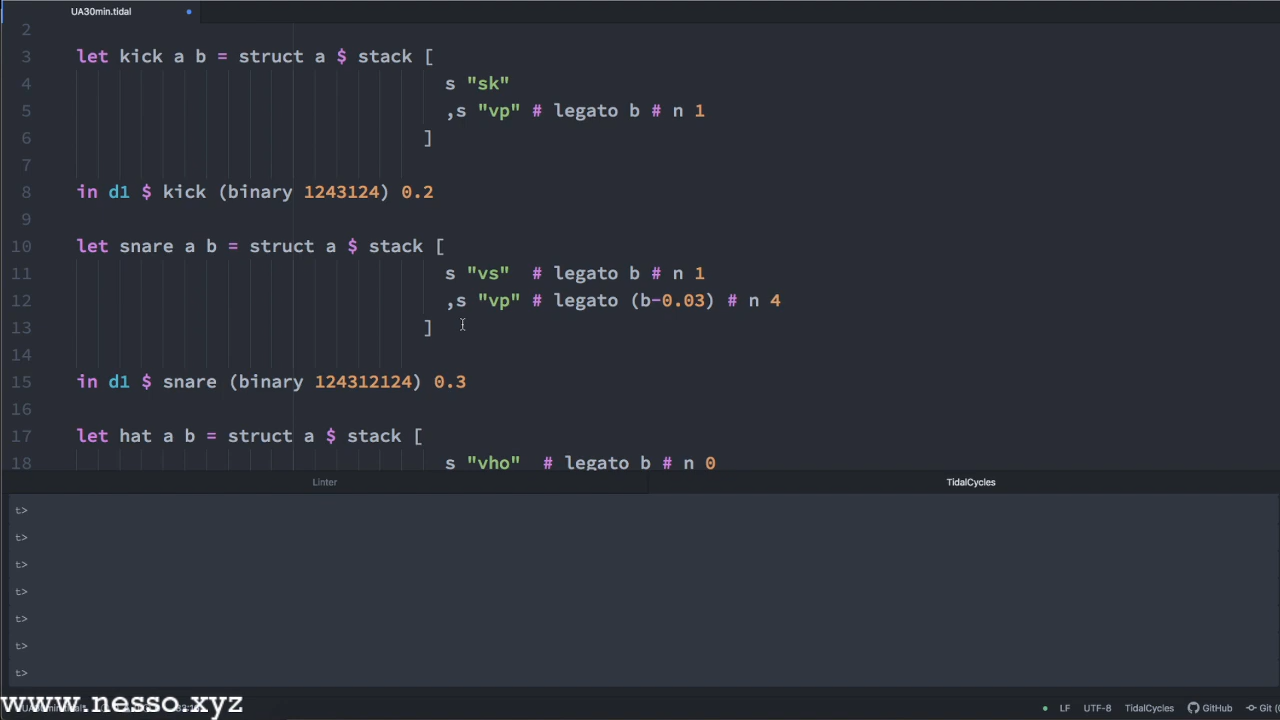 UA30min.tidal
2
3 let kick a b = struct a $ stack [
4 s "sk"
5 ,s "vp" # legato b # n 1
6 ]
7
8 in d1 $ kick (binary 1243124) 0.2
9
10 let snare a b = struct a $ stack [
11 s "vs" # legato b # n 1
12 ,s "vp" # legato (b-0.03) # n 4
13 ]
14
15 in d1 $ snare (binary 124312124) 0.3
16
17 let hat a b = struct a $ stack [
18 s "vho" # legato b # n 0
Linter TidalCycles
t>
t>
t>
t>
t>
t>
t>
www.nesso.xyz
LF UTF-8 TidalCycles GitHub Git (